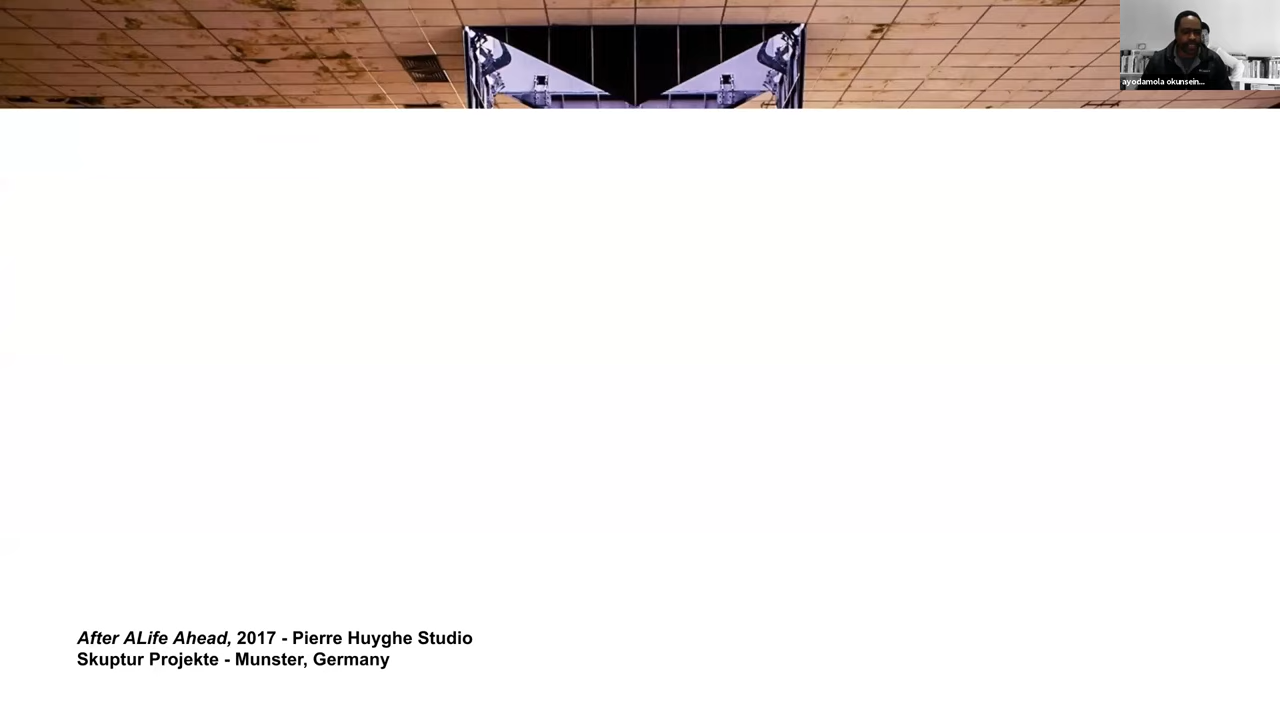 ayodamola okunsein...
After ALife Ahead, 2017 - Pierre Huyghe Studio
Skuptur Projekte - Munster, Germany